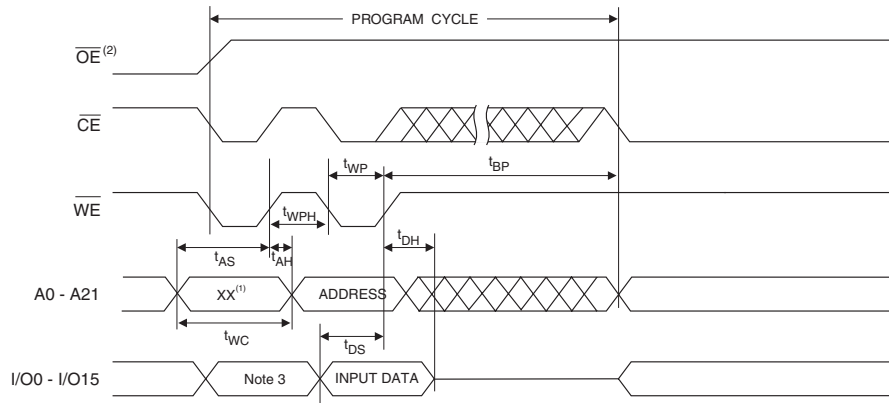 PROGRAM CYCLE
OE (2)
CE
tWP
tBP
WE
tWPH
tDH
tAS
tAH
A0 - A21
XX(1)
ADDRESS
tWC
tDS
I/O0 - I/O15
Note 3
INPUT DATA